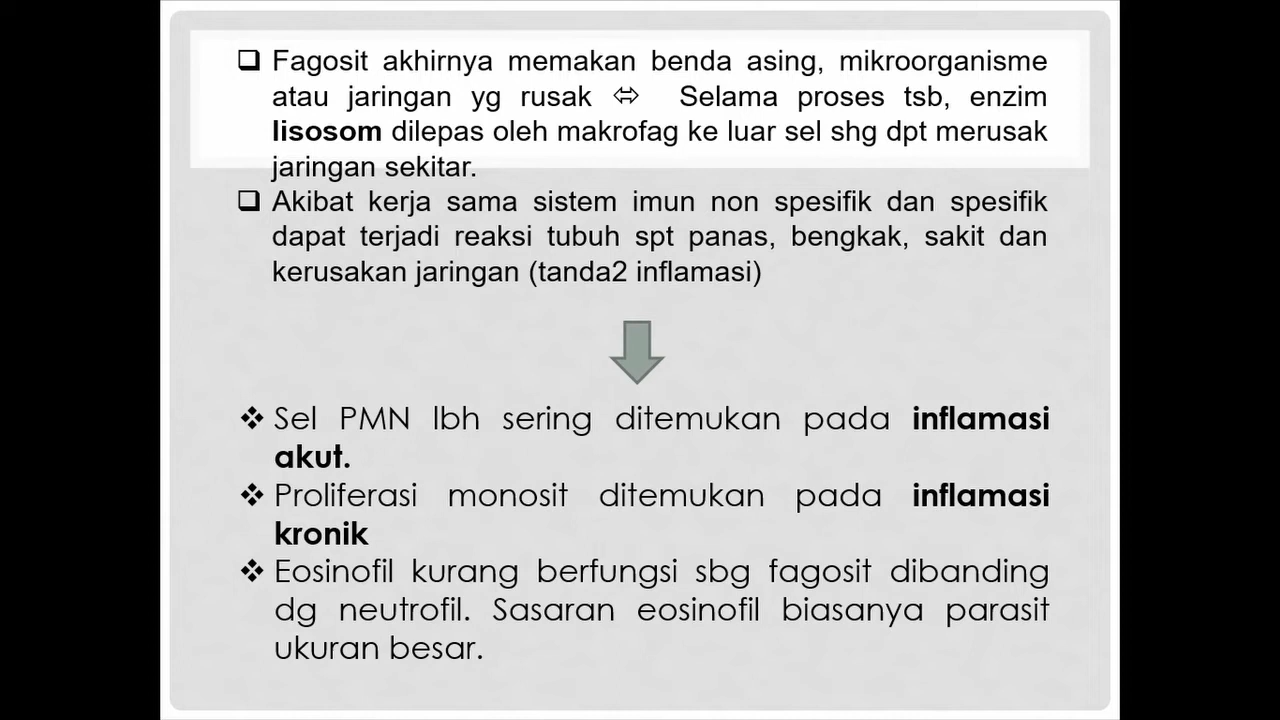 ❑ Fagosit akhirnya memakan benda asing, mikroorganisme
atau jaringan yg rusak ⬄ Selama proses tsb, enzim
lisosom dilepas oleh makrofag ke luar sel shg dpt merusak
jaringan sekitar.
❑ Akibat kerja sama sistem imun non spesifik dan spesifik
dapat terjadi reaksi tubuh spt panas, bengkak, sakit dan
kerusakan jaringan (tanda2 inflamasi)
❖ Sel PMN lbh sering ditemukan pada inflamasi
akut.
❖ Proliferasi monosit ditemukan pada inflamasi
kronik
❖ Eosinofil kurang berfungsi sbg fagosit dibanding
dg neutrofil. Sasaran eosinofil biasanya parasit
ukuran besar.